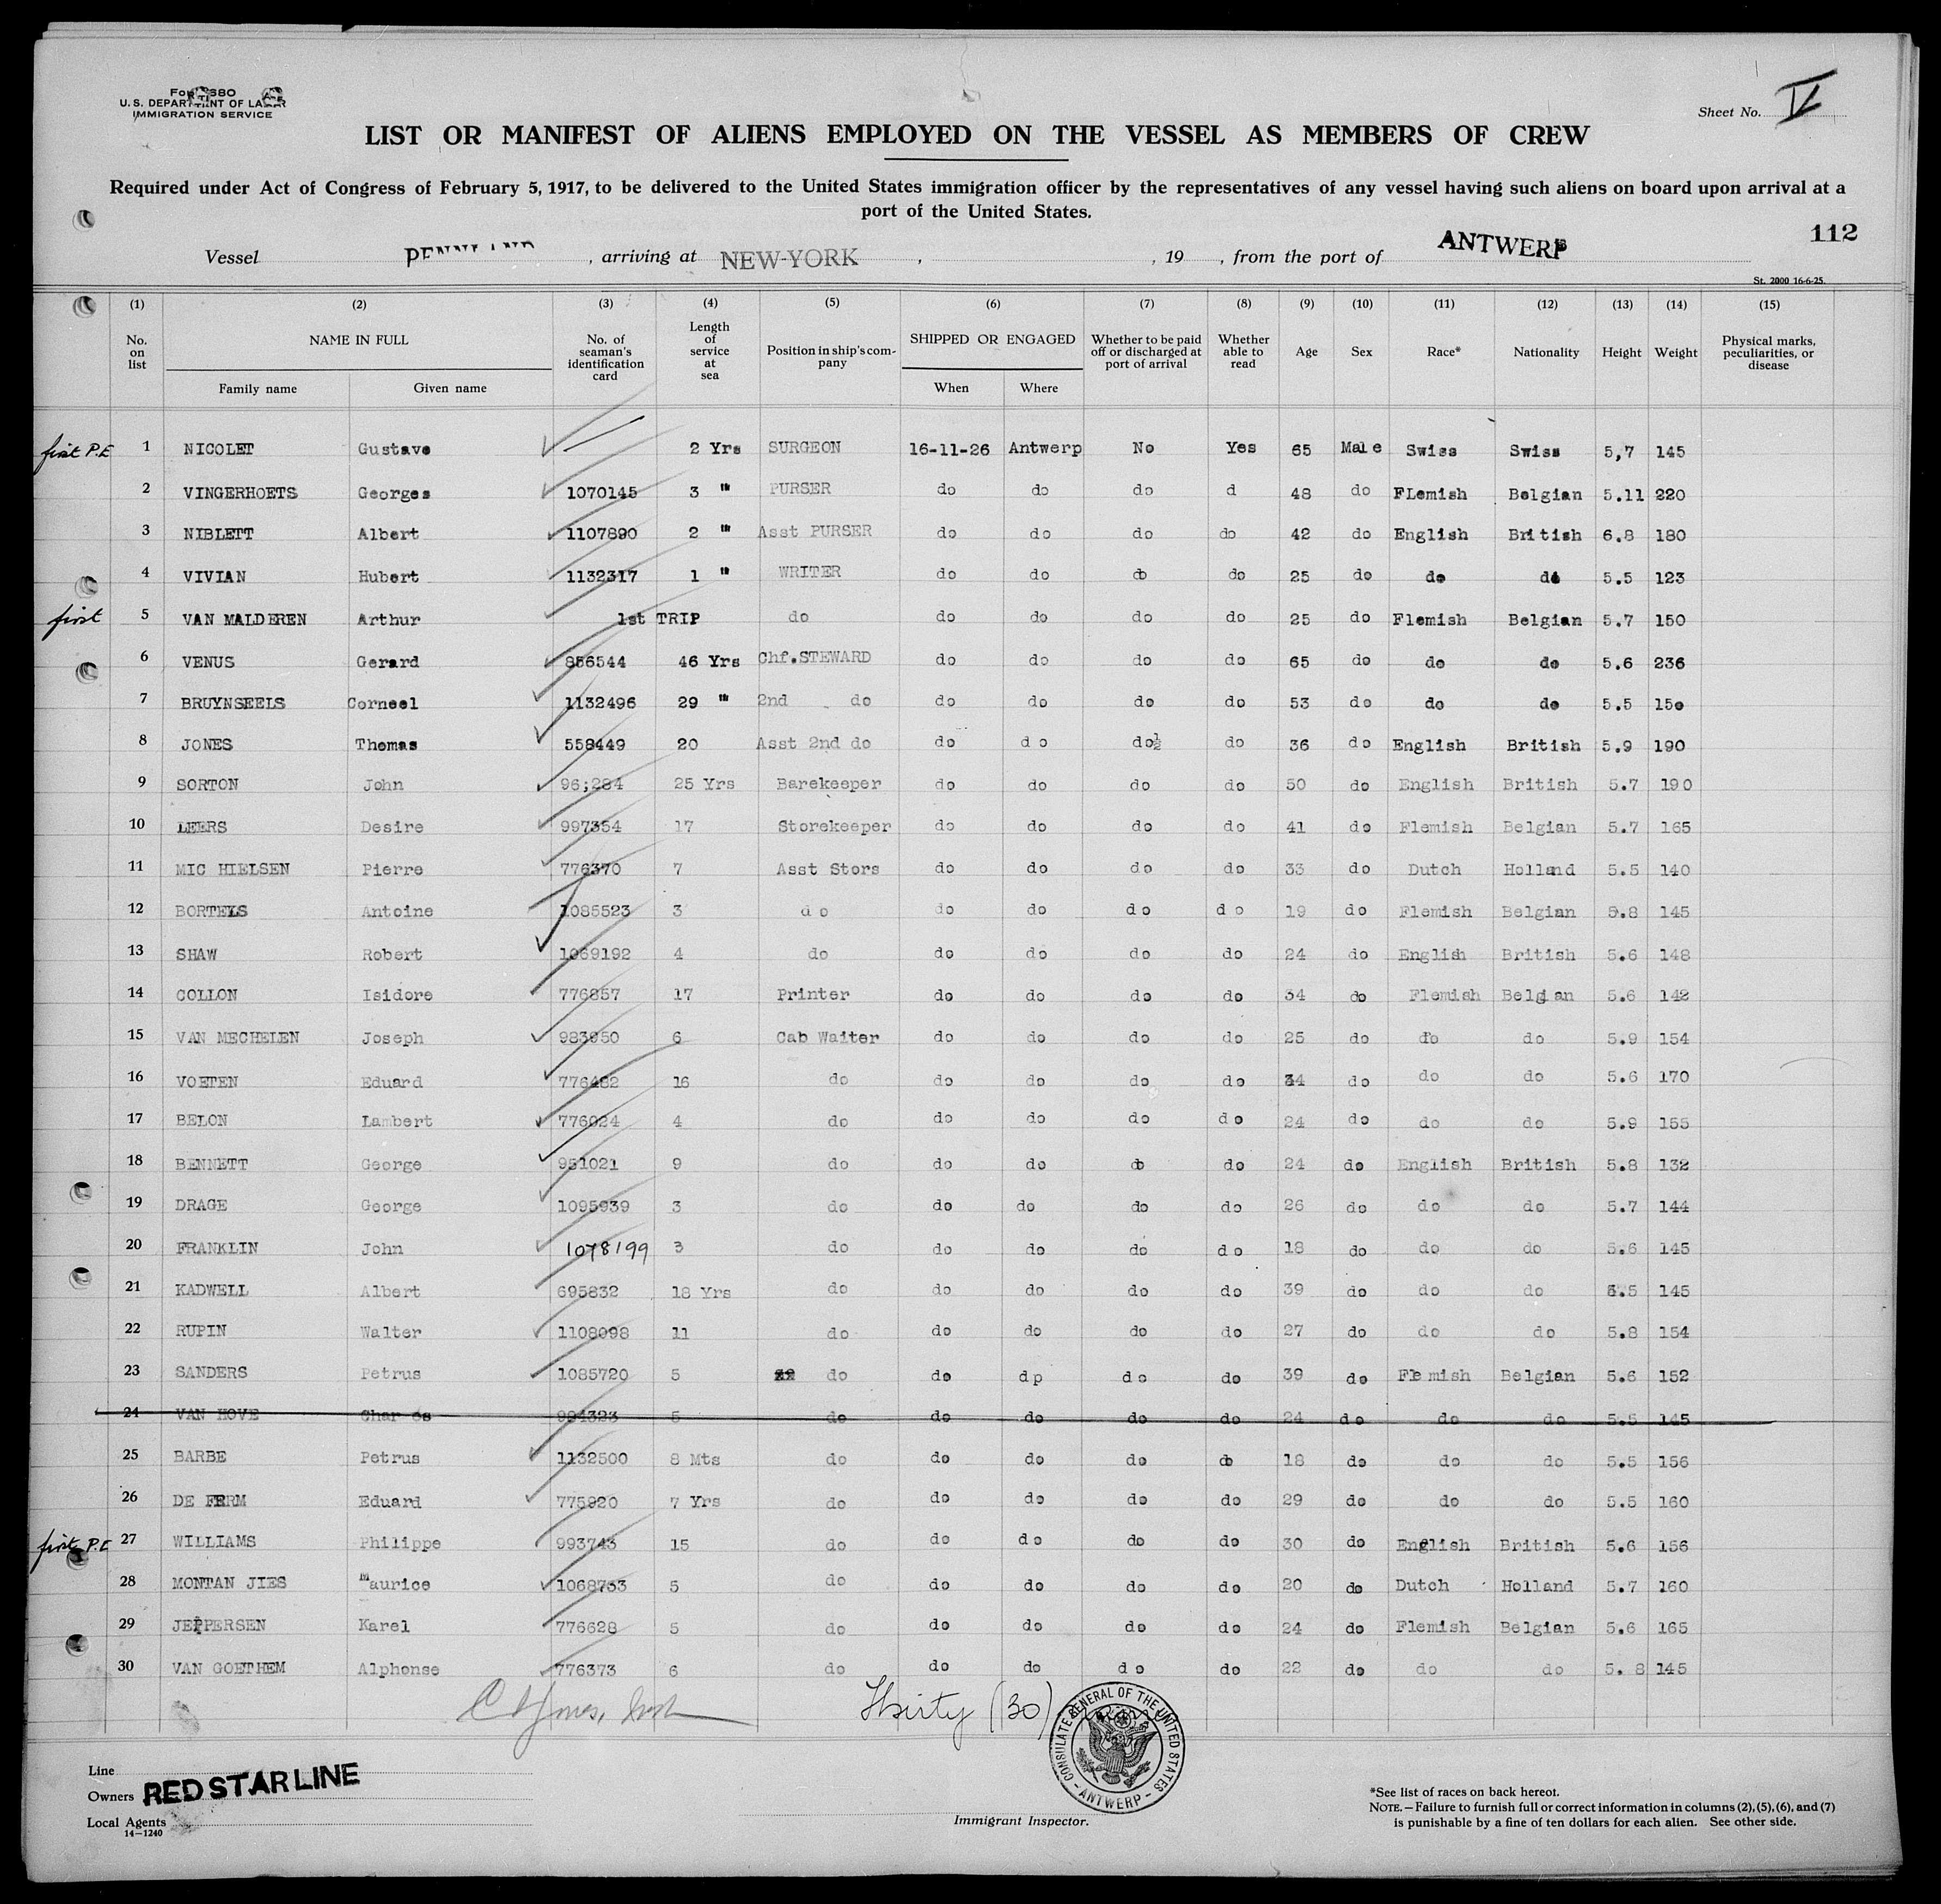 Sheet No. V
U. S. DEPARTMENT OF LABOR
IMMIGRATION SERVICE
LIST OR MANIFEST OF ALIENS EMPLOYED ON THE VESSEL AS MEMBERS OF CREW
Required under Act of Congress of February 5, 1917, to be delivered to the United States immigration officer by the representatives of any vessel having such aliens on board upon arrival at a
port of the United States.
112
Vessel PENNLAND, arriving at NEW-YORK, , 19 , from the port of ANTWERP
St. 2000 16-6-25.
(1) (2) (3) (4) (5) (6) (7) (8) (9) (10) (11) (12) (13) (14) (15)
No. on list NAME IN FULL Family name Given name No. of seaman's identification card Length of service at sea Position in ship's company SHIPPED OR ENGAGED When Where Whether to be paid off or discharged at port of arrival Whether able to read Age Sex Race* Nationality Height Weight Physical marks, peculiarities, or disease
first P.E 1 NICOLET Gustave 2 Yrs SURGEON 16-11-26 Antwerp No Yes 65 Male Swiss Swiss 5,7 145
2 VINGERHOETS Georges 1070145 3 " PURSER do do do d 48 do FLemish Belgian 5.11 220
3 NIBLETT Albert 1107890 2 " Asst PURSER do do do do 42 do English British 6.8 180
4 VIVIAN Hubert 1132317 1 " WRITER do do do do 25 do do do 5.5 123
first 5 VAN MALDEREN Arthur 1st TRIP do do do do do 25 do Flemish Belgian 5.7 150
6 VENUS Gerard 856544 46 Yrs Chf.STEWARD do do do do 65 do do do 5.6 236
7 BRUYNSEELS Corneel 1132496 29 " 2nd do do do do do 53 do do do 5.5 150
8 JONES Thomas 558449 20 Asst 2nd do do do do½ do 36 do English British 5.9 190
9 SORTON John 96;284 25 Yrs Barekeeper do do do do 50 do English British 5.7 190
10 LEERS Desire 997354 17 Storekeeper do do do do 41 do Flemish Belgian 5.7 165
11 MIC HIELSEN Pierre 776370 7 Asst Stors do do do do 33 do Dutch Holland 5.5 140
12 BORTELS Antoine 1085523 3 do do do do do 19 do Flemish Belgian 5.8 145
13 SHAW Robert 1069192 4 do do do do do 24 do English British 5.6 148
14 COLLON Isidore 776857 17 Printer do do do do 34 do Flemish Belgian 5.6 142
15 VAN MECHELEN Joseph 983950 6 Cab Waiter do do do do 25 do do do 5.9 154
16 VOETEN Eduard 776482 16 do do do do do 34 do do do 5.6 170
17 BELON Lambert 776024 4 do do do do do 24 do do do 5.9 155
18 BENNETT George 951021 9 do do do do do 24 do English British 5.8 132
19 DRAGE George 1095939 3 do do do do do 26 do do do 5.7 144
20 FRANKLIN John 1078199 3 do do do do do 18 do do do 5.6 145
21 KADWELL Albert 695832 18 Yrs do do do do do 39 do do do 5.5 145
22 RUPIN Walter 1108098 11 do do do do do 27 do do do 5.8 154
23 SANDERS Petrus 1085720 5 do do dp do do 39 do Flemish Belgian 5.6 152
24 VAN HOVE Char es 994323 5 do do do do do 24 do do do 5.5 145
25 BARBE Petrus 1132500 8 Mts do do do do do 18 do do do 5.5 156
26 DE FERM Eduard 775920 7 Yrs do do do do do 29 do do do 5.5 160
first P.E 27 WILLIAMS Philippe 993743 15 do do do do do 30 do English British 5.6 156
28 MONTAN JIES Maurice 1068753 5 do do do do do 20 do Dutch Holland 5.7 160
29 JEPPERSEN Karel 776628 5 do do do do do 24 do Flemish Belgian 5.6 165
30 VAN GOETHEM Alphonse 776373 6 do do do do do 22 do do do 5. 8 145
Thirty (30)
CONSULATE GENERAL OF THE UNITED STATES
- ANTWERP -
Line
Owners RED STAR LINE
Local Agents
14—1240
Immigrant Inspector.
*See list of races on back hereof.
NOTE.—Failure to furnish full or correct information in columns (2), (5), (6), and (7)
is punishable by a fine of ten dollars for each alien. See other side.